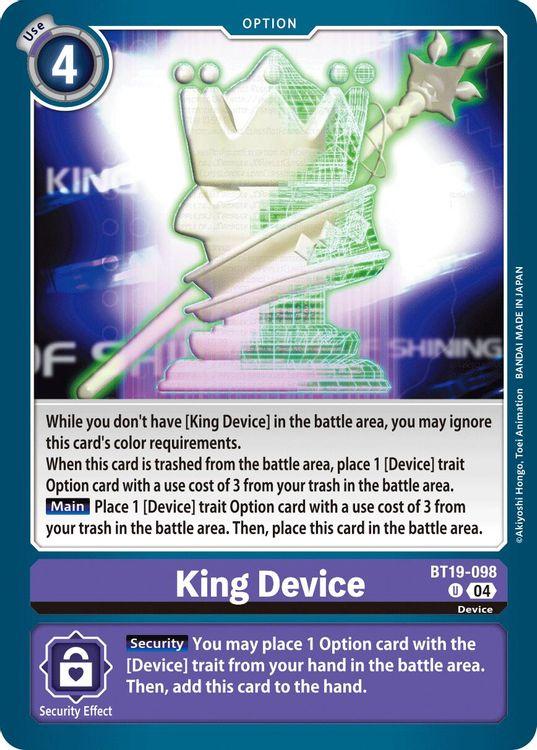 OPTION
Use
4
KING
OF SHINING
OF SHINING
While you don't have [King Device] in the battle area, you may ignore
this card's color requirements.
When this card is trashed from the battle area, place 1 [Device] trait
Option card with a use cost of 3 from your trash in the battle area.
Main Place 1 [Device] trait Option card with a use cost of 3 from
your trash in the battle area. Then, place this card in the battle area.
©Akiyoshi Hongo, Toei Animation BANDAI MADE IN JAPAN
King Device
BT19-098
U 04
Device
Security You may place 1 Option card with the
[Device] trait from your hand in the battle area.
Then, add this card to the hand.
Security Effect